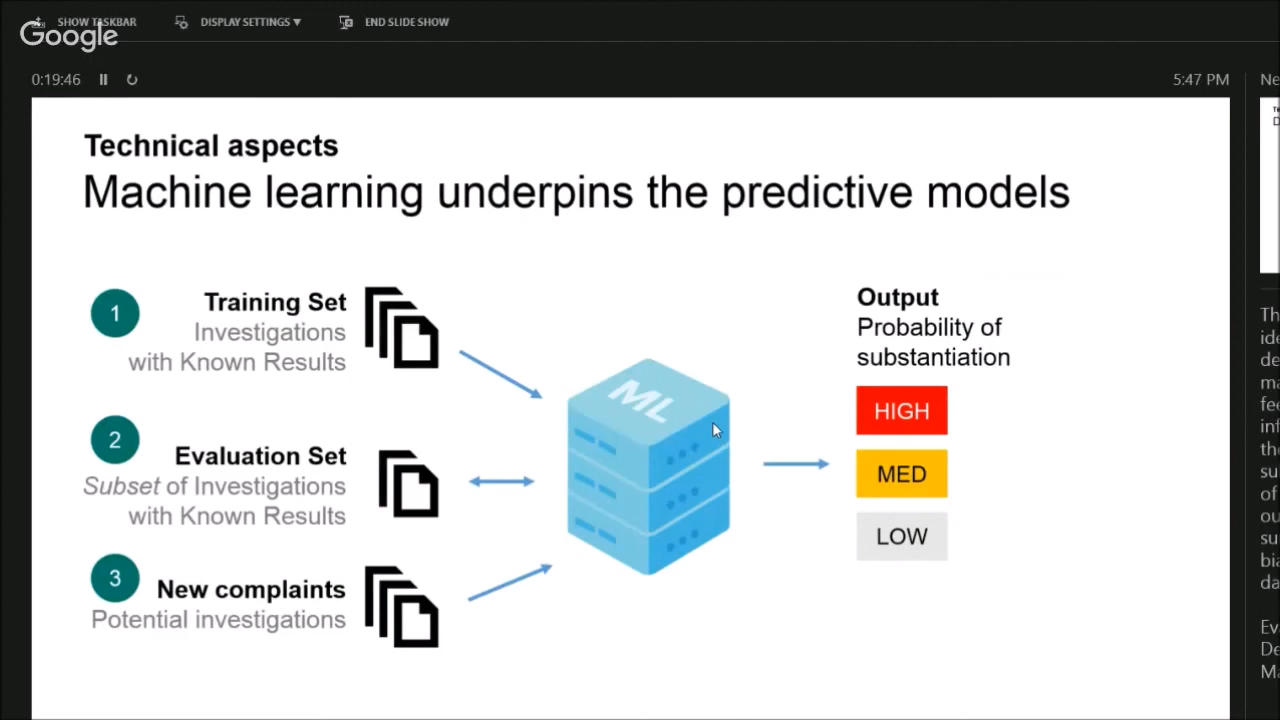 SHOW TASKBAR
DISPLAY SETTINGS ▼
END SLIDE SHOW
Google
0:19:46
5:47 PM
Technical aspects
Machine learning underpins the predictive models
1
Training Set
Investigations
with Known Results
2
Evaluation Set
Subset of Investigations
with Known Results
3
New complaints
Potential investigations
ML
Output
Probability of
substantiation
HIGH
MED
LOW